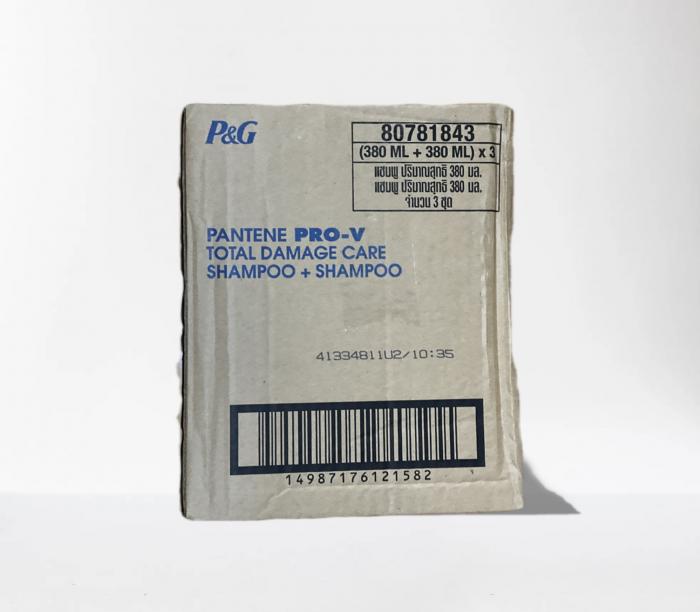 P&G
80781843
(380 ML + 380 ML) x 3
แชมพู ปริมาณสุทธิ 380 มล.
แชมพู ปริมาณสุทธิ 380 มล.
จำนวน 3 ชุด
PANTENE PRO-V
TOTAL DAMAGE CARE
SHAMPOO + SHAMPOO
41334811U2/10:35
14987176121582